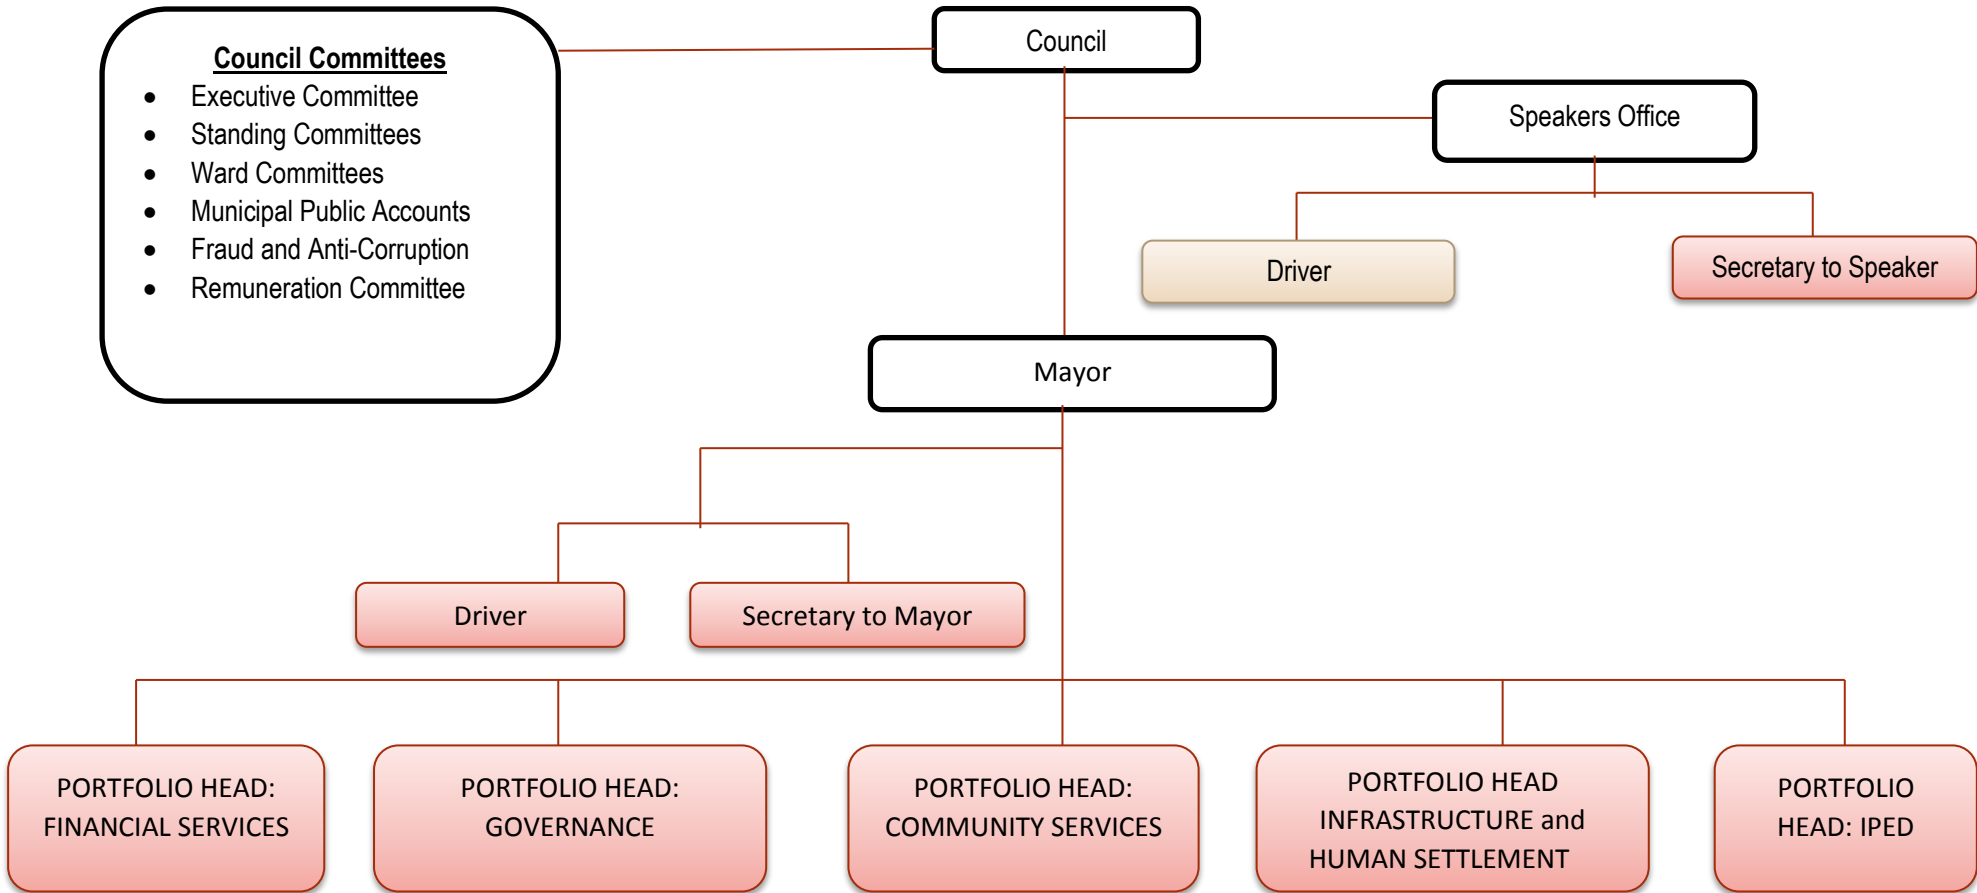 Council Committees
• Executive Committee
• Standing Committees
• Ward Committees
• Municipal Public Accounts
• Fraud and Anti-Corruption
• Remuneration Committee
Council
Speakers Office
Driver
Secretary to Speaker
Mayor
Driver
Secretary to Mayor
PORTFOLIO HEAD:
FINANCIAL SERVICES
PORTFOLIO HEAD:
GOVERNANCE
PORTFOLIO HEAD:
COMMUNITY SERVICES
PORTFOLIO HEAD
INFRASTRUCTURE and
HUMAN SETTLEMENT
PORTFOLIO
HEAD: IPED